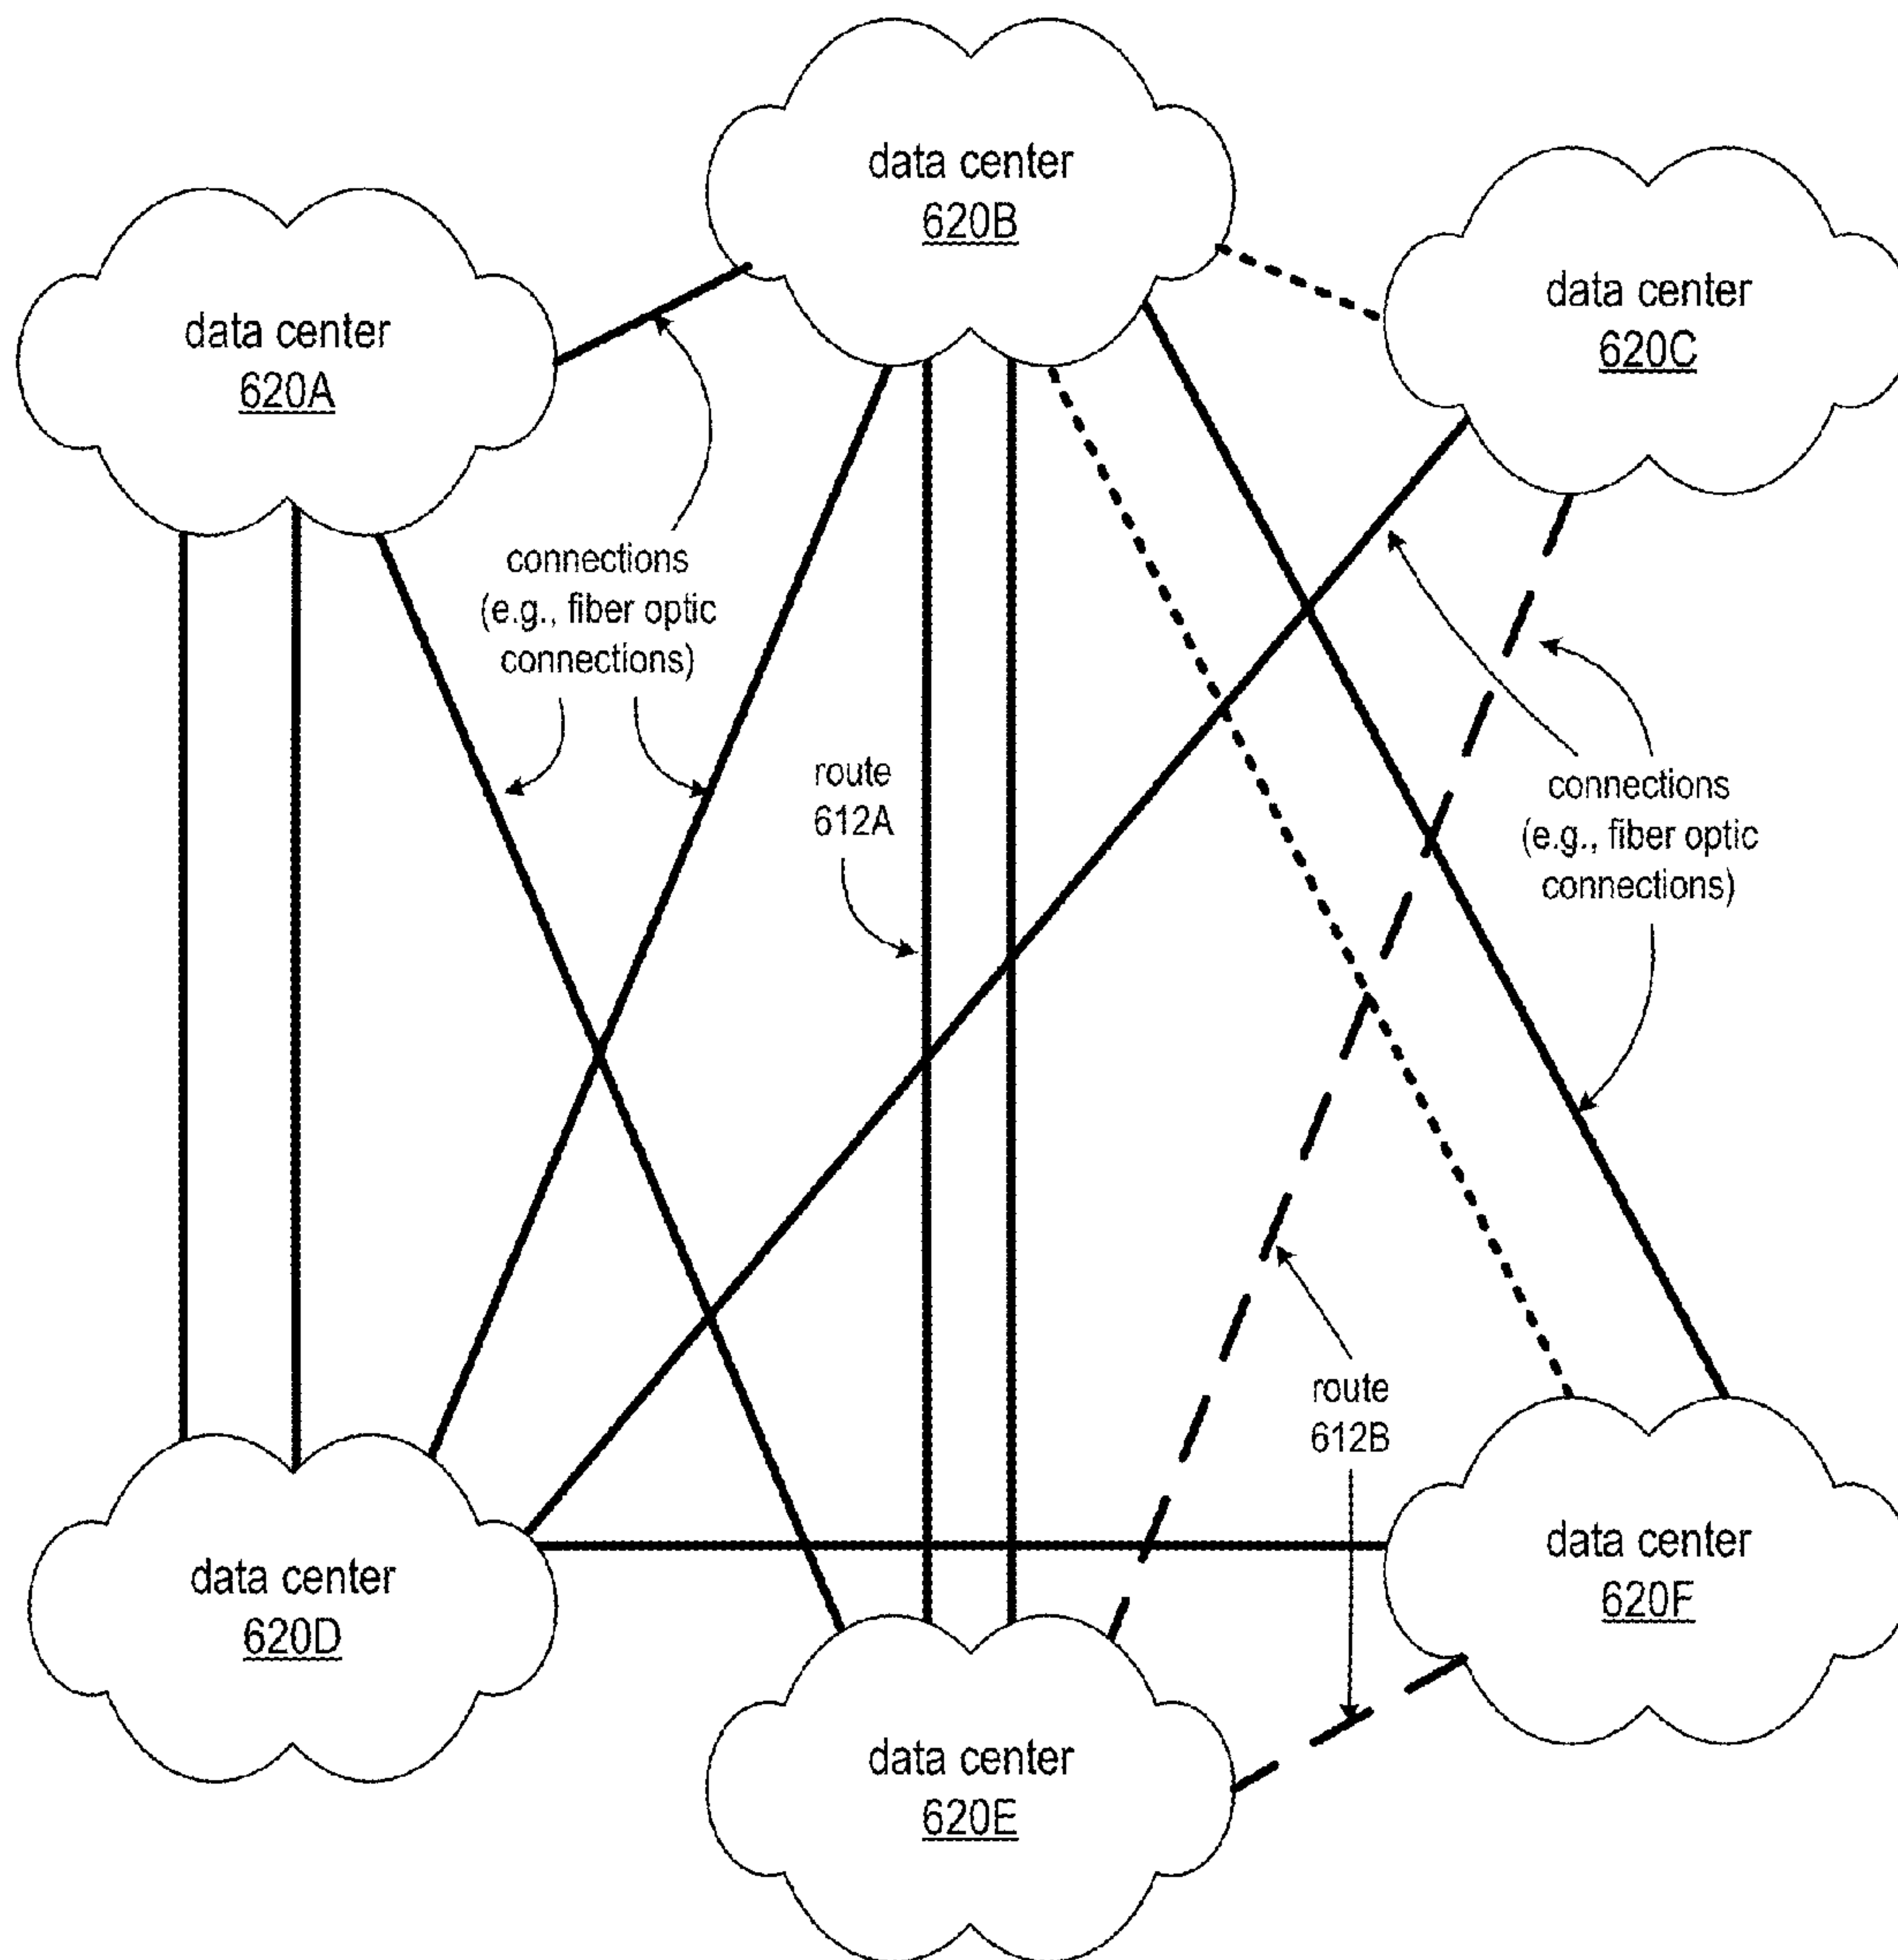 data center
620B
data center
620C
data center
620A
connections
(e.g., fiber optic
connections)
route
612A
connections
(e.g., fiber optic
connections)
route
612B
data center
620F
data center
620D
data center
620E